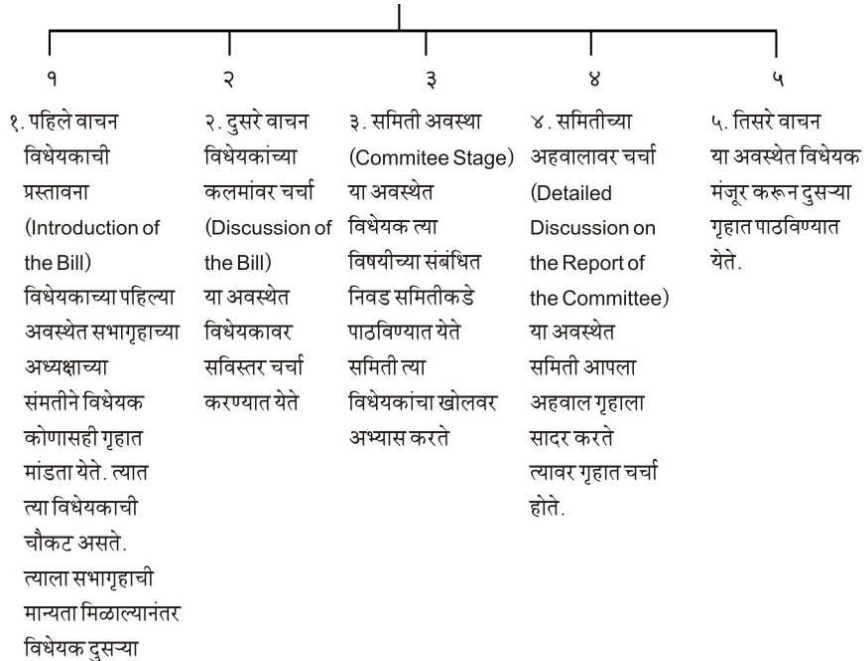 १
२
३
४
५
१. पहिले वाचन
विधेयकाची
प्रस्तावना
(Introduction of
the Bill)
विधेयकाच्या पहिल्या
अवस्थेत सभागृहाच्या
अध्यक्षाच्या
संमतीने विधेयक
कोणासही गृहात
मांडता येते. त्यात
त्या विधेयकाची
चौकट असते.
त्याला सभागृहाची
मान्यता मिळाल्यानंतर
विधेयक दुसऱ्या
२. दुसरे वाचन
विधेयकांच्या
कलमांवर चर्चा
(Discussion of
the Bill)
या अवस्थेत
विधेयकावर
सविस्तर चर्चा
करण्यात येते
३. समिती अवस्था
(Commitee Stage)
या अवस्थेत
विधेयक त्या
विषयीच्या संबंधित
निवड समितीकडे
पाठविण्यात येते
समिती त्या
विधेयकांचा खोलवर
अभ्यास करते
४. समितीच्या
अहवालावर चर्चा
(Detailed
Discussion on
the Report of
the Committee)
या अवस्थेत
समिती आपला
अहवाल गृहाला
सादर करते
त्यावर गृहात चर्चा
होते.
५. तिसरे वाचन
या अवस्थेत विधेयक
मंजूर करून दुसऱ्या
गृहात पाठविण्यात
येते.